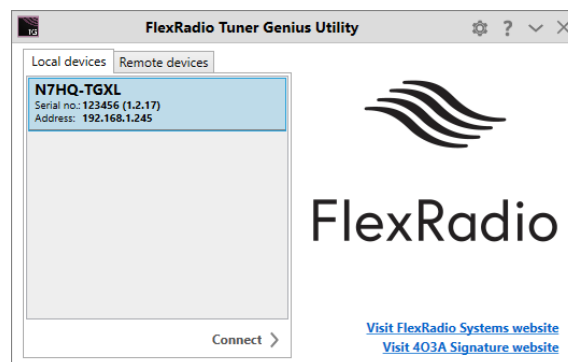 TG
FlexRadio Tuner Genius Utility
Local devices
Remote devices
N7HQ-TGXL
Serial no.: 123456 (1.2.17)
Address: 192.168.1.245
FlexRadio
Connect
Visit FlexRadio Systems website
Visit 4O3A Signature website